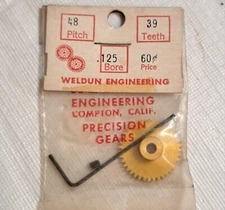 48 39
Pitch Teeth
.125 60¢
Bore Price
WELDUN ENGINEERING
ENGINEERING
COMPTON, CALIF.
PRECISION
GEARS